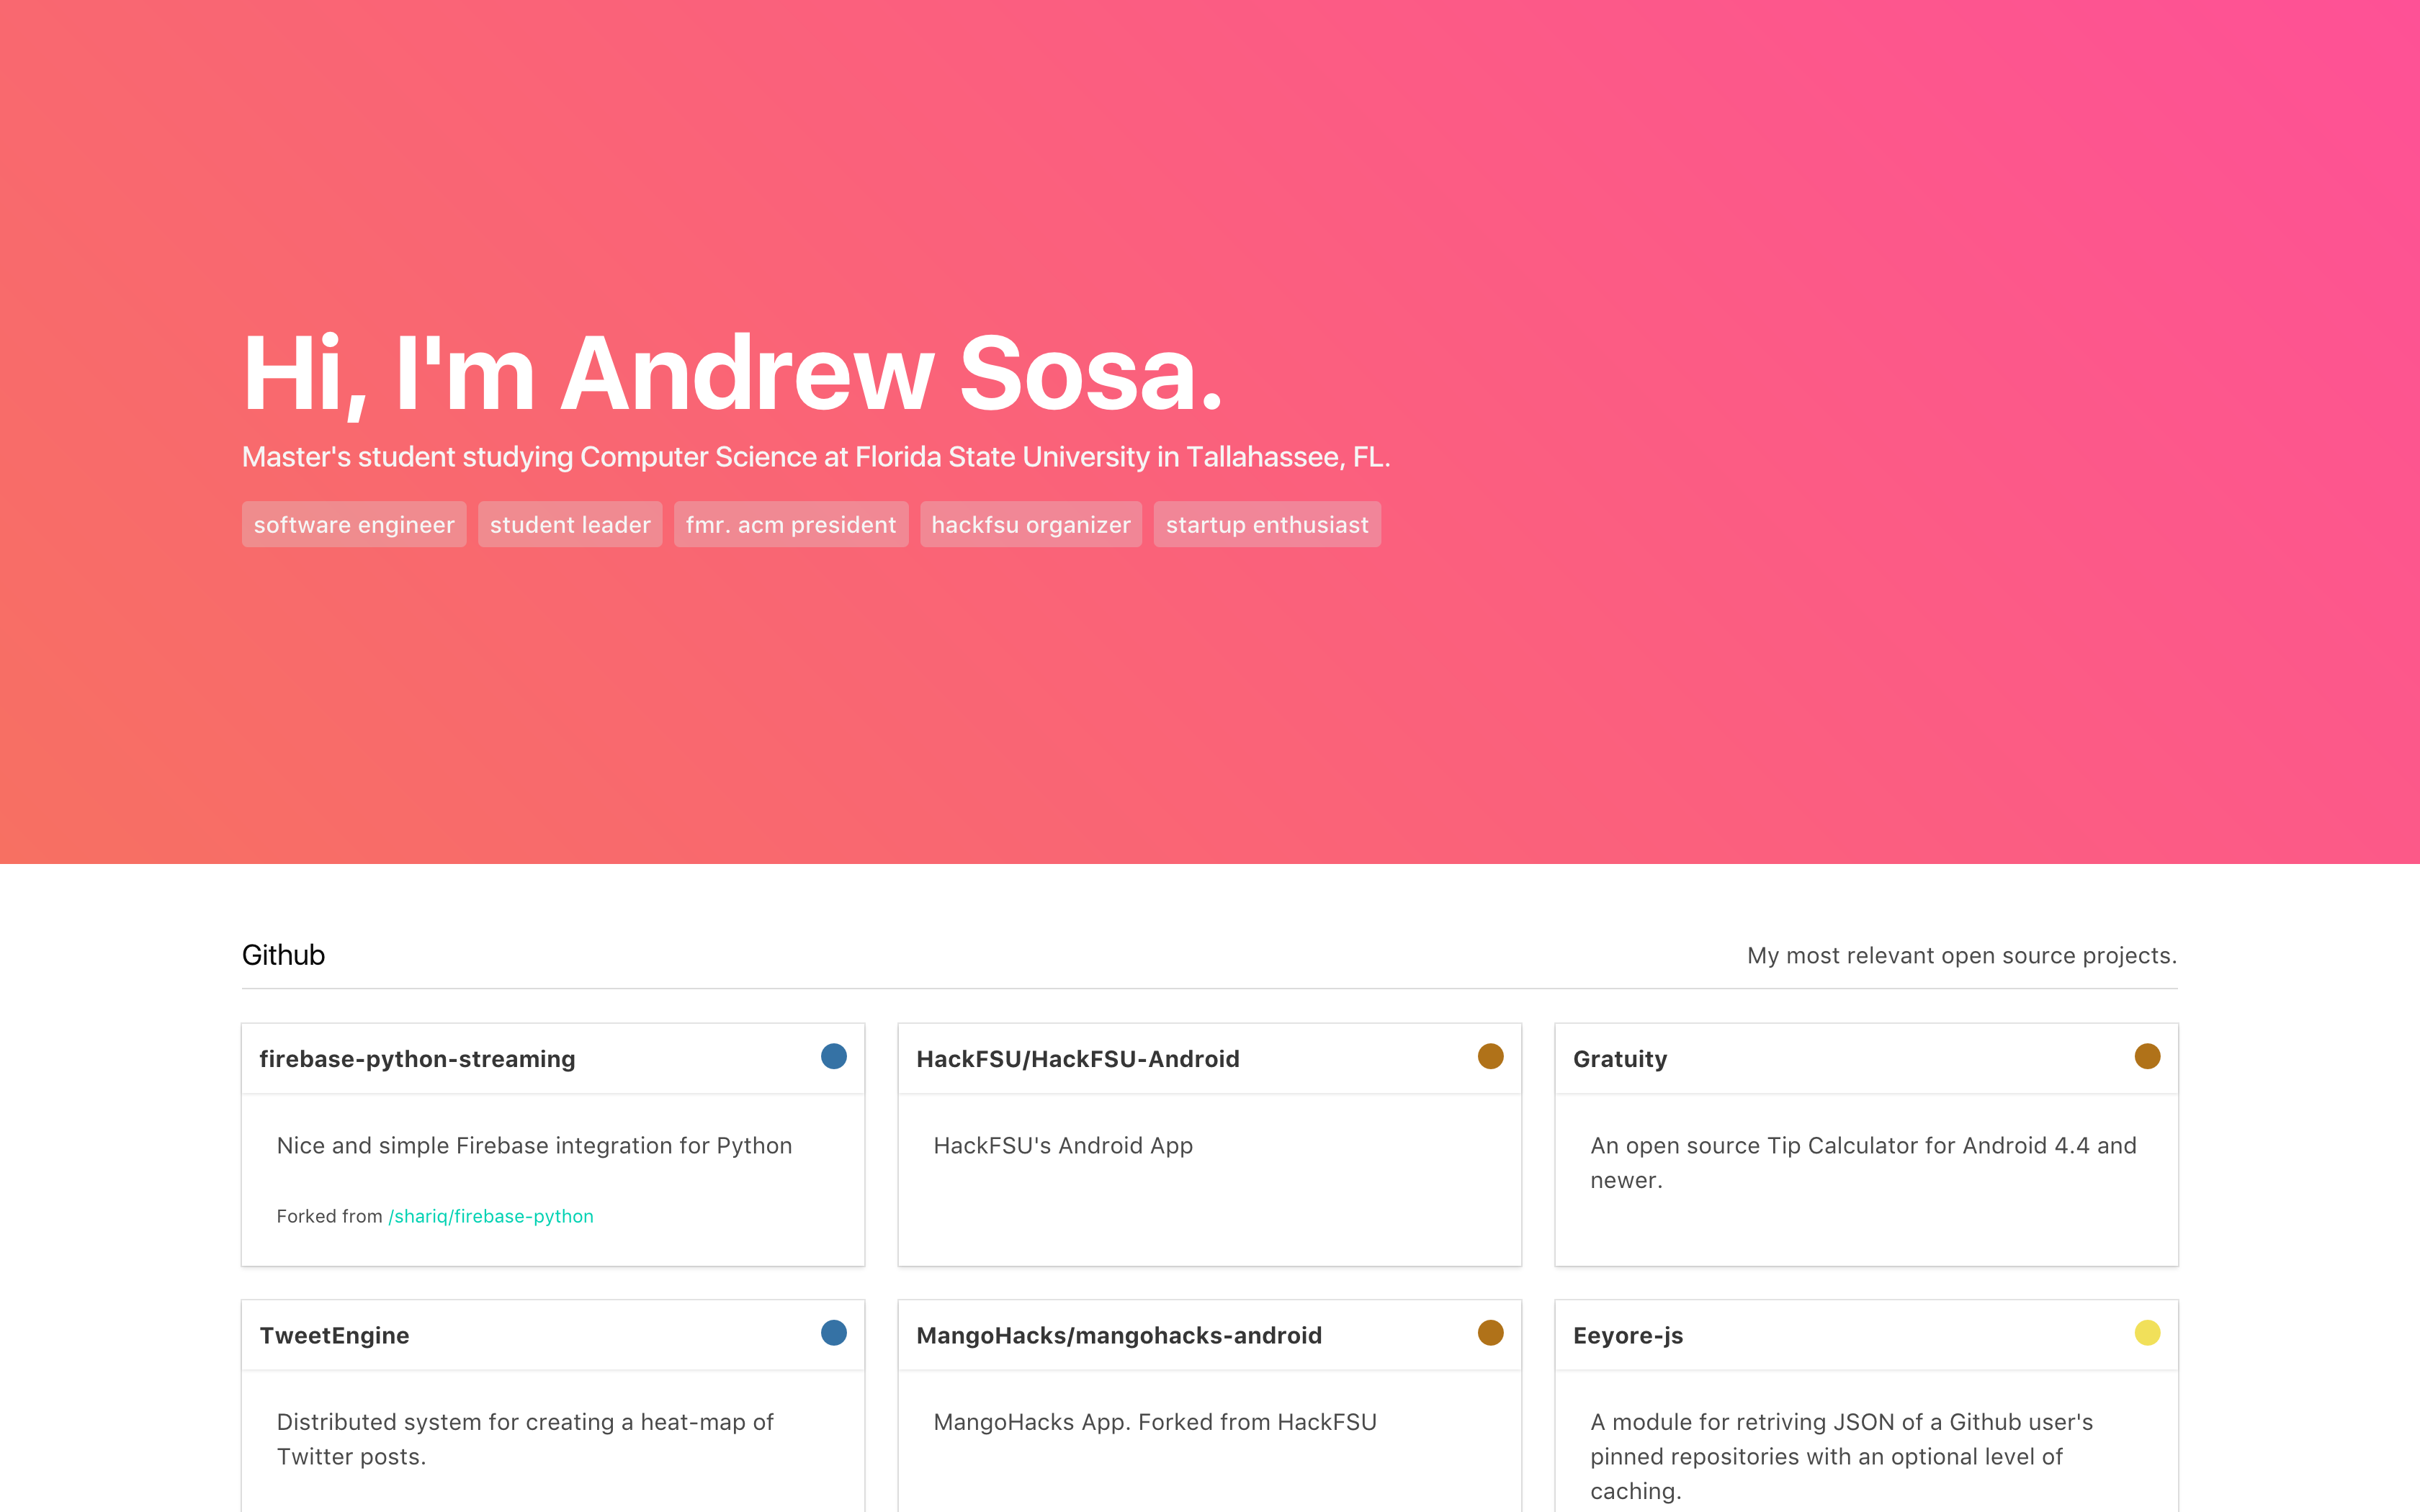 Hi, I'm Andrew Sosa.
Master's student studying Computer Science at Florida State University in Tallahassee, FL.
software engineer student leader fmr. acm president hackfsu organizer startup enthusiast
Github My most relevant open source projects.
firebase-python-streaming
Nice and simple Firebase integration for Python
Forked from /shariq/firebase-python
HackFSU/HackFSU-Android
HackFSU's Android App
Gratuity
An open source Tip Calculator for Android 4.4 and
newer.
TweetEngine
Distributed system for creating a heat-map of
Twitter posts.
MangoHacks/mangohacks-android
MangoHacks App. Forked from HackFSU
Eeyore-js
A module for retriving JSON of a Github user's
pinned repositories with an optional level of
caching.